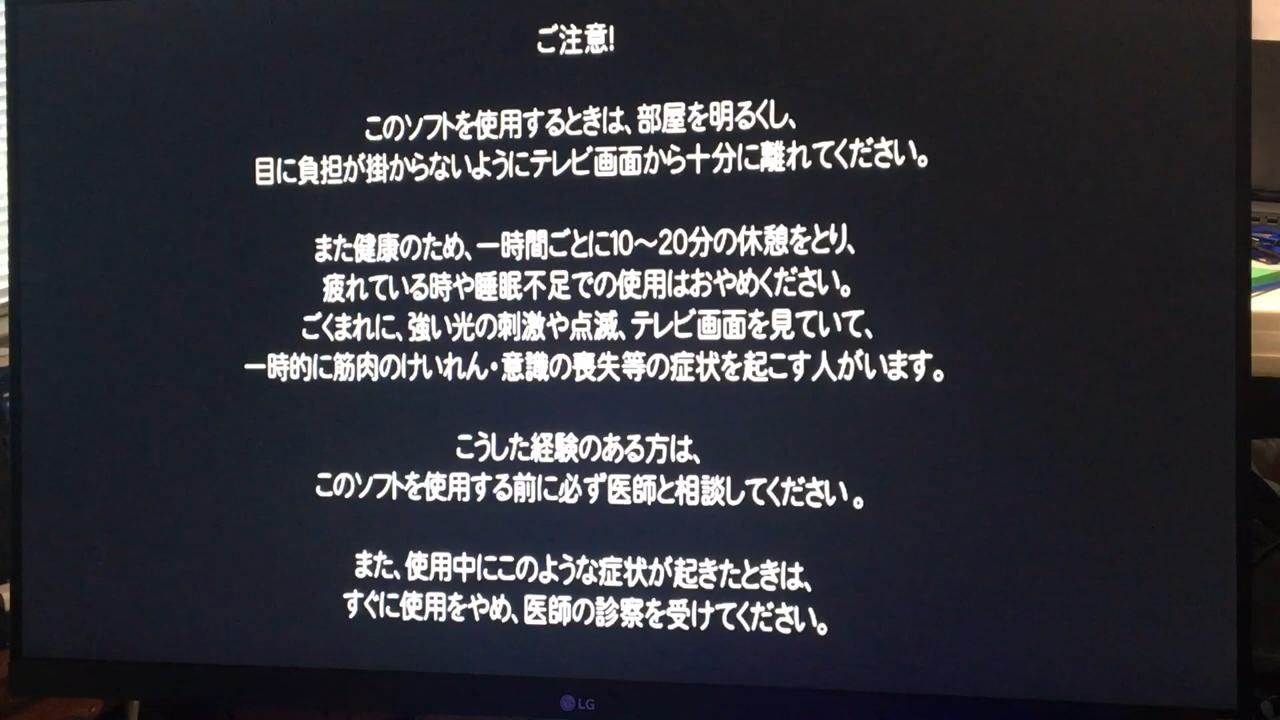 ご注意!
このソフトを使用するときは、部屋を明るくし、
目に負担が掛からないようにテレビ画面から十分に離れてください。
また健康のため、一時間ごとに10～20分の休憩をとり、
疲れている時や睡眠不足での使用はおやめください。
ごくまれに、強い光の刺激や点滅、テレビ画面を見ていて、
一時的に筋肉のけいれん・意識の喪失等の症状を起こす人がいます。
こうした経験のある方は、
このソフトを使用する前に必ず医師と相談してください。
また、使用中にこのような症状が起きたときは、
すぐに使用をやめ、医師の診察を受けてください。
LG